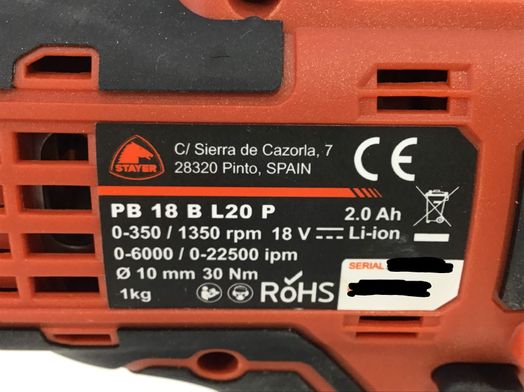 STAYER
C/ Sierra de Cazorla, 7
28320 Pinto, SPAIN
CE
PB 18 B L20 P 2.0 Ah
0-350 / 1350 rpm 18 V Li-ion
0-6000 / 0-22500 ipm
Ø 10 mm 30 Nm
1kg RoHS
SERIAL